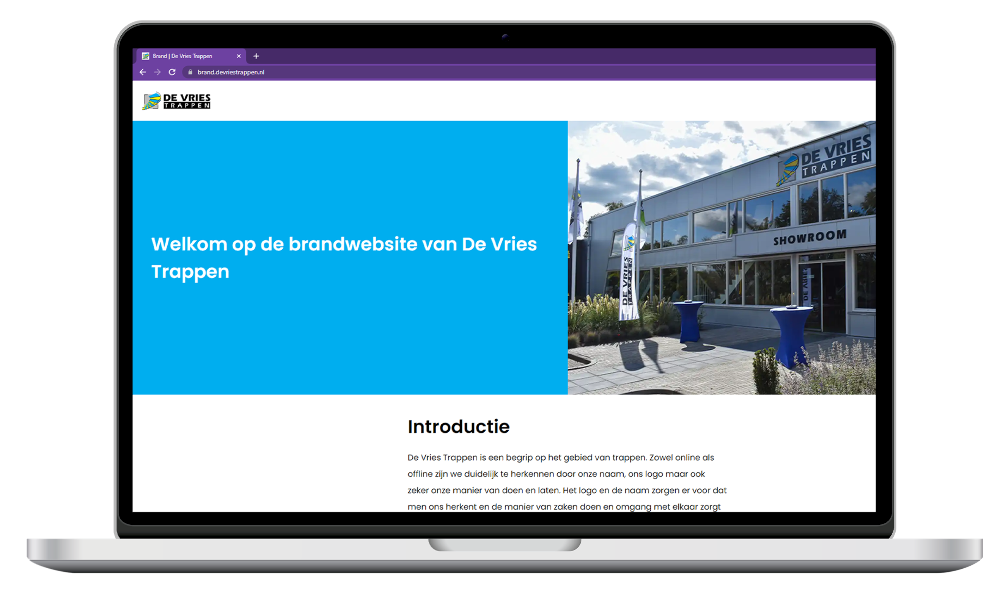 Brand | De Vries Trappen
brand.devriestrappen.nl
DE VRIES
TRAPPEN
Welkom op de brandwebsite van De Vries
Trappen
DE VRIES
TRAPPEN
SHOWROOM
DE VRIES
TRAPPEN
DE VRIES
Introductie
De Vries Trappen is een begrip op het gebied van trappen. Zowel online als
offline zijn we duidelijk te herkennen door onze naam, ons logo maar ook
zeker onze manier van doen en laten. Het logo en de naam zorgen er voor dat
men ons herkent en de manier van zaken doen en omgang met elkaar zorgt